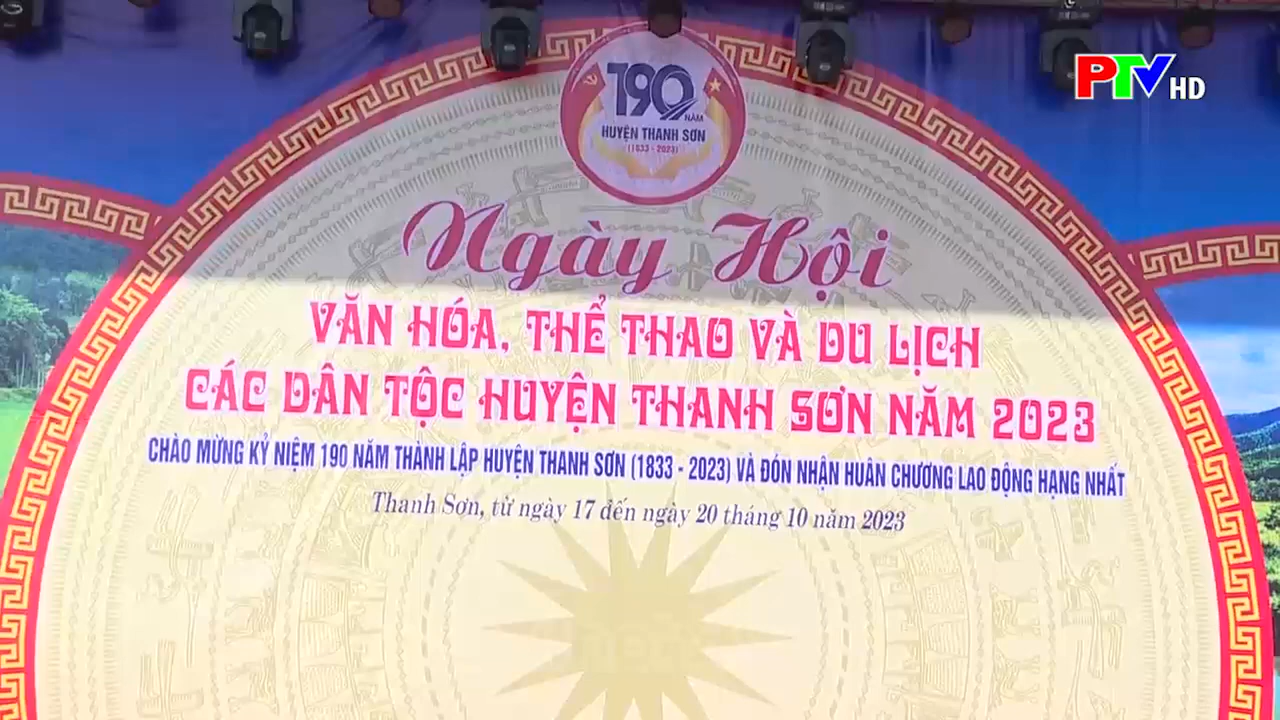 PTV HD
190 NĂM
HUYỆN THANH SƠN
(1833 - 2023)
Ngày Hội
VĂN HÓA, THỂ THAO VÀ DU LỊCH
CÁC DÂN TỘC HUYỆN THANH SƠN NĂM 2023
CHÀO MỪNG KỶ NIỆM 190 NĂM THÀNH LẬP HUYỆN THANH SƠN (1833 - 2023) VÀ ĐÓN NHẬN HUÂN CHƯƠNG LAO ĐỘNG HẠNG NHẤT
Thanh Sơn, từ ngày 17 đến ngày 20 tháng 10 năm 2023